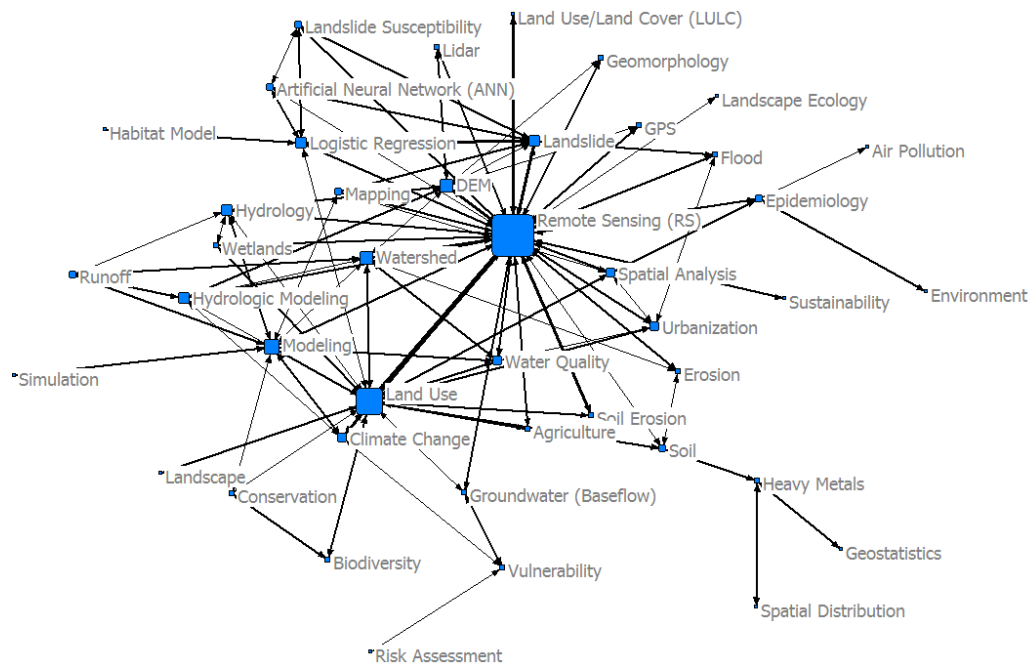 Land Use/Land Cover (LULC)
Landslide Susceptibility
Lidar
Geomorphology
Artificial Neural Network (ANN)
Landscape Ecology
Habitat Model
GPS
Logistic Regression
Landslide
Air Pollution
Flood
DEM
Mapping
Epidemiology
Hydrology
Remote Sensing (RS)
Wetlands
Watershed
Runoff
Spatial Analysis
Environment
Hydrologic Modeling
Sustainability
Urbanization
Modeling
Water Quality
Simulation
Erosion
Land Use
Soil Erosion
Agriculture
Climate Change
Soil
Landscape
Heavy Metals
Conservation
Groundwater (Baseflow)
Geostatistics
Biodiversity
Vulnerability
Spatial Distribution
Risk Assessment